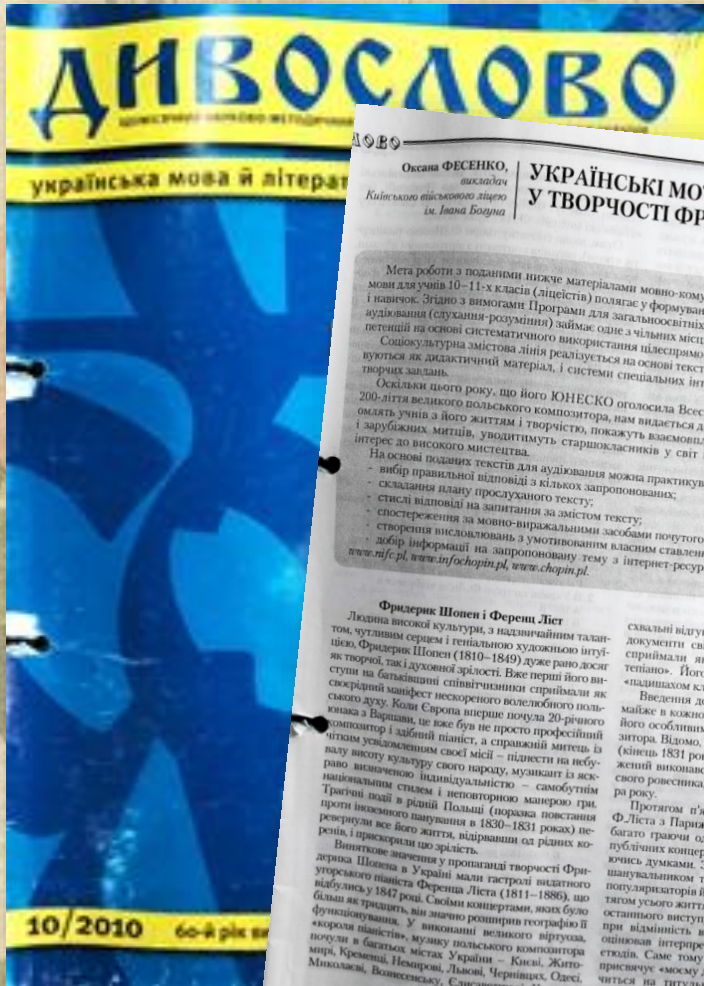 ДИВОСЛОВО
українська мова й літерат
10/2010
60-й рік ви
ЛОВО
Оксана ФЕСЕНКО,
викладач
Київського військового ліцею
ім. Івана Богуна
УКРАЇНСЬКІ МО
У ТВОРЧОСТІ ФР
Мета роботи з поданими нижче матеріалами мовно-кому
мови для учнів 10–11-х класів (ліцеїстів) полягає у формуван
і навичок. Згідно з вимогами Програми для загальноосвітніх
аудіювання (слухання-розуміння) займає одне з чільних місц
петенцій на основі систематичного використання цілеспрямо
Соціокультурна змістова лінія реалізується на основі текст
вуються як дидактичний матеріал, і системи спеціальних інт
творчих завдань.
Оскільки цього року, що його ЮНЕСКО оголосила Всес
200-ліття великого польського композитора, нам видається д
омлять учнів з його життям і творчістю, покажуть взаємовпл
і зарубіжних митців, уводитимуть старшокласників у світ
інтерес до високого мистецтва.
На основі поданих текстів для аудіювання можна практикув
- вибір правильної відповіді з кількох запропонованих;
- складання плану прослуханого тексту;
- стислі відповіді на запитання за змістом тексту;
- спостереження за мовно-виражальними засобами почутого
- створення висловлювань з умотивованим власним ставлен
- добір інформації на запропоновану тему з інтернет-ресур
www.nifc.pl, www.infochopin.pl, www.chopin.pl.
Фридерик Шопен і Ференц Ліст
Людина високої культури, з надзвичайним талан-
том, чутливим серцем і геніальною художньою інтуї-
цією, Фридерик Шопен (1810–1849) дуже рано досяг
як творчої, так і духовної зрілості. Вже перші його ви-
ступи на батьківщині співвітчизники сприймали як
своєрідний маніфест нескореного волелюбного поль-
ського духу. Коли Європа вперше почула 20-річного
юнака з Варшави, це вже був не просто професійний
композитор і здібний піаніст, а справжній митець із
чітким усвідомленням своєї місії – піднести на небу-
валу висоту культуру свого народу, музикант із яск-
раво визначеною індивідуальністю – самобутнім
національним стилем і неповторною манерою гри.
Трагічні події в рідній Польщі (поразка повстання
проти іноземного панування в 1830–1831 роках) пе-
ревернули все його життя, відірвавши од рідних ко-
ренів, і прискорили цю зрілість.
Виняткове значення у пропаганді творчості Фри-
дерика Шопена в Україні мали гастролі видатного
угорського піаніста Ференца Ліста (1811–1886), що
відбулись у 1847 році. Своїми концертами, яких було
більш як тридцять, він значно розширив географію її
функціонування. У виконанні великого віртуоза,
«короля піаністів», музику польського композитора
почули в багатьох містах України – Києві, Жито-
мирі, Кременці, Немирові, Львові, Чернівцях, Одесі,
Миколаєві, Вознесенську,
схвальні відгу
документи сві
сприймали як
тепіано». Його
«падишахом кл
Введення до
майже в кожно
його особливим
зитора. Відомо,
(кінець 1831 ро
жений виконаво
свого ровесника,
ра року.
Протягом п'я
Ф.Ліста з Париж
багато граючи од
публічних концер
ючись думками.
шанувальником т
популяризаторів й
тягом усього житт
останнього виступ
при відмінність в
оцінював інтерпре
етюдів. Саме тому
присвячує «моєму
читься на титуль